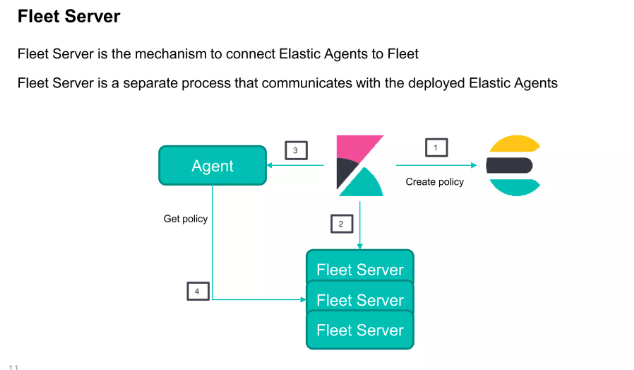 Fleet Server
Fleet Server is the mechanism to connect Elastic Agents to Fleet
Fleet Server is a separate process that communicates with the deployed Elastic Agents
Agent
3
1
Create policy
Get policy
2
Fleet Server
4
Fleet Server
Fleet Server
11